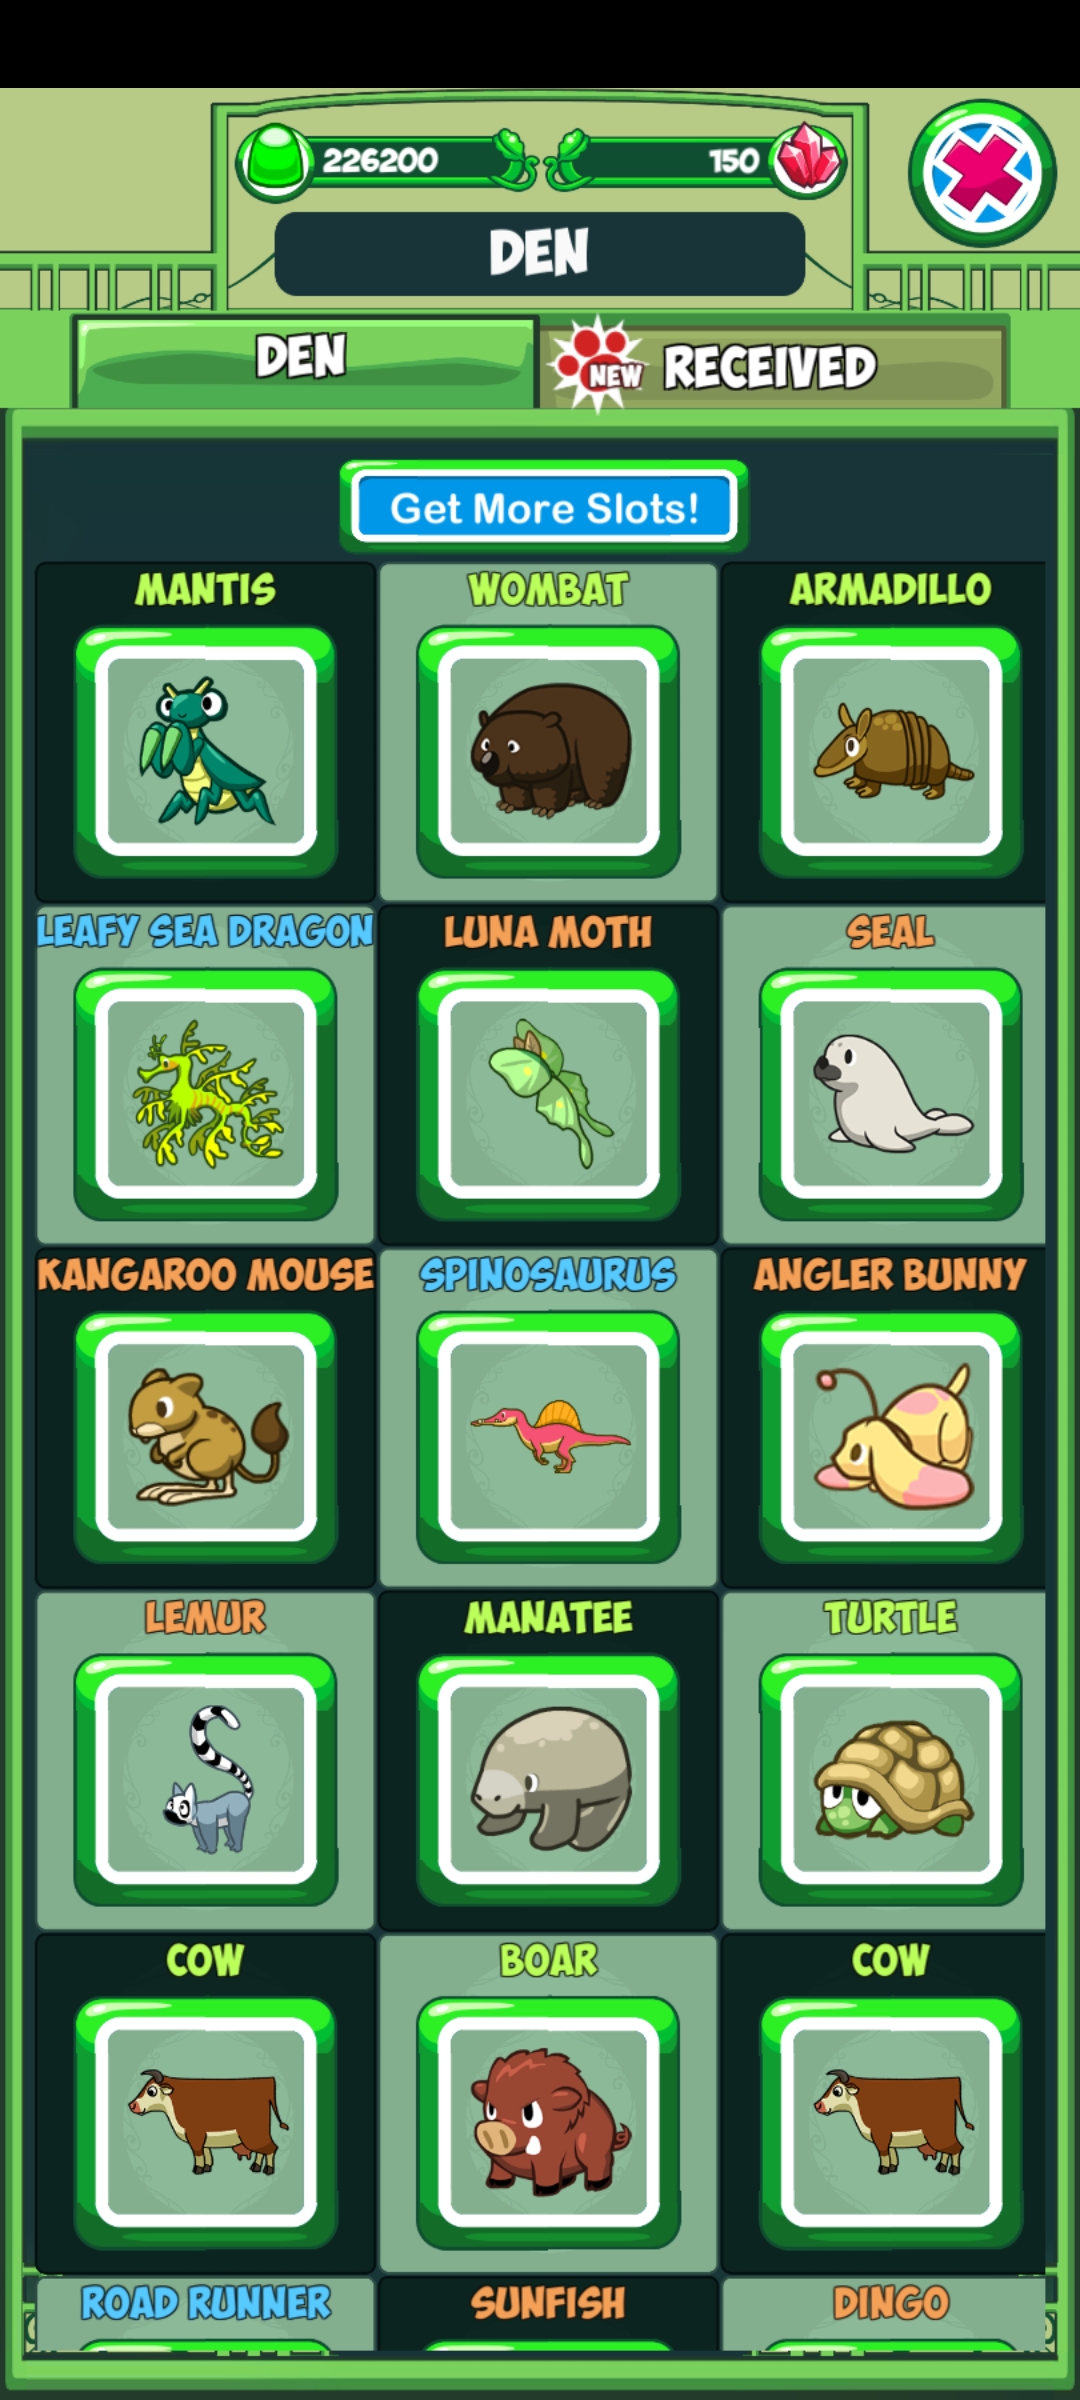 226200
150
DEN
DEN
NEW
RECEIVED
Get More Slots!
MANTIS
WOMBAT
ARMADILLO
LEAFY SEA DRAGON
LUNA MOTH
SEAL
KANGAROO MOUSE
SPINOSAURUS
ANGLER BUNNY
LEMUR
MANATEE
TURTLE
COW
BOAR
COW
ROAD RUNNER
SUNFISH
DINGO